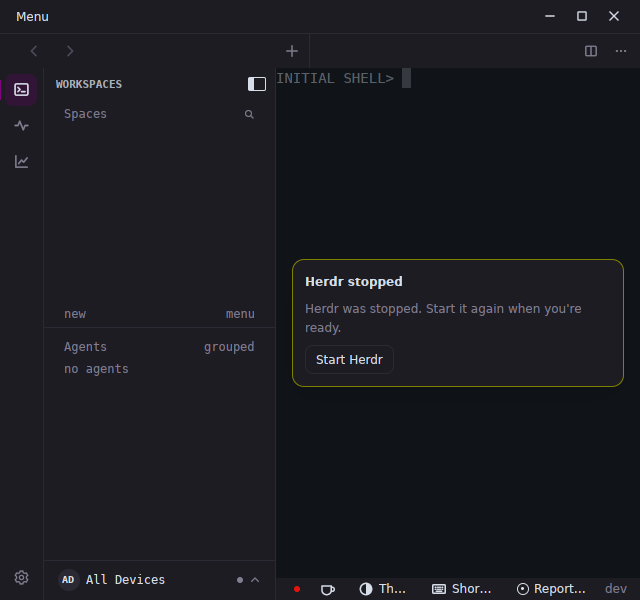 Menu
WORKSPACES
Spaces
new menu
Agents grouped
no agents
AD All Devices
INITIAL SHELL>
Herdr stopped
Herdr was stopped. Start it again when you're
ready.
Start Herdr
Th... Shor... Report... dev